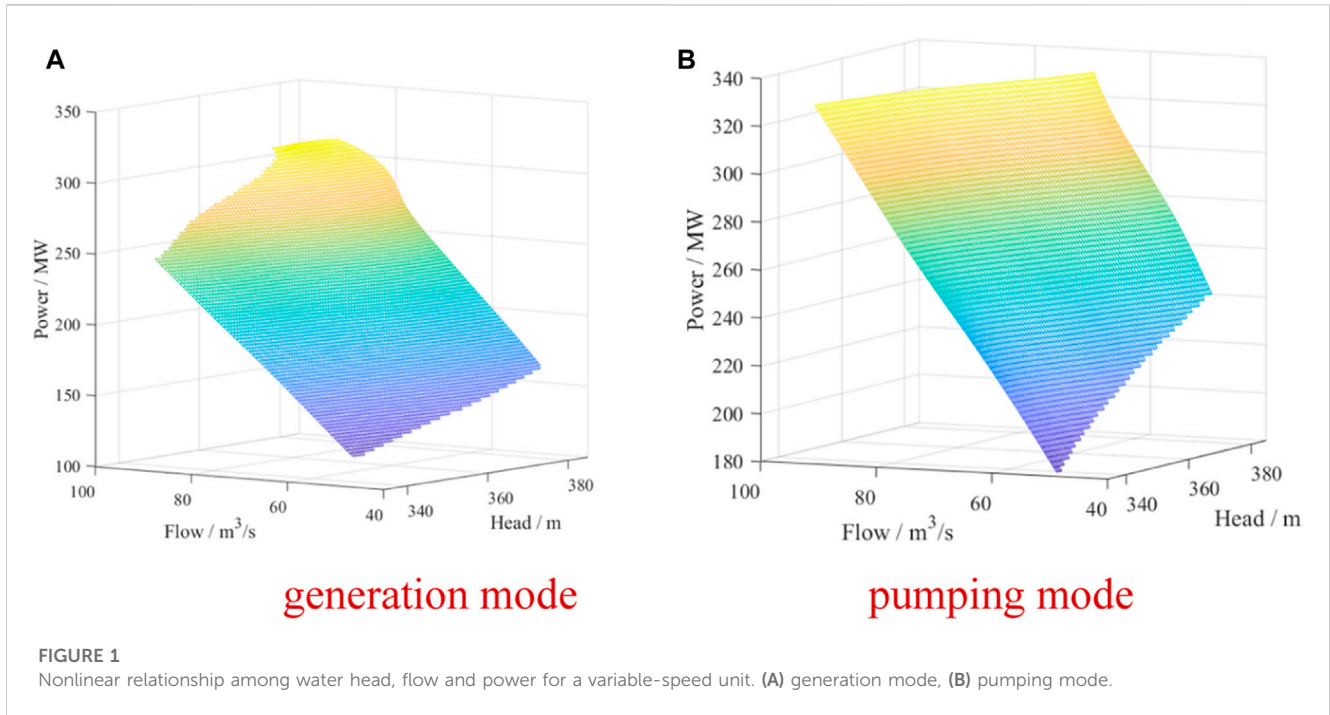 A
350
300
250
200
150
100
Power / MW
100
80
60
40
Flow / m³/s
340
360
380
Head / m
generation mode
B
340
320
300
280
260
240
220
200
180
Power / MW
100
80
60
40
Flow / m³/s
340
360
380
Head / m
pumping mode
FIGURE 1
Nonlinear relationship among water head, flow and power for a variable-speed unit. (A) generation mode, (B) pumping mode.